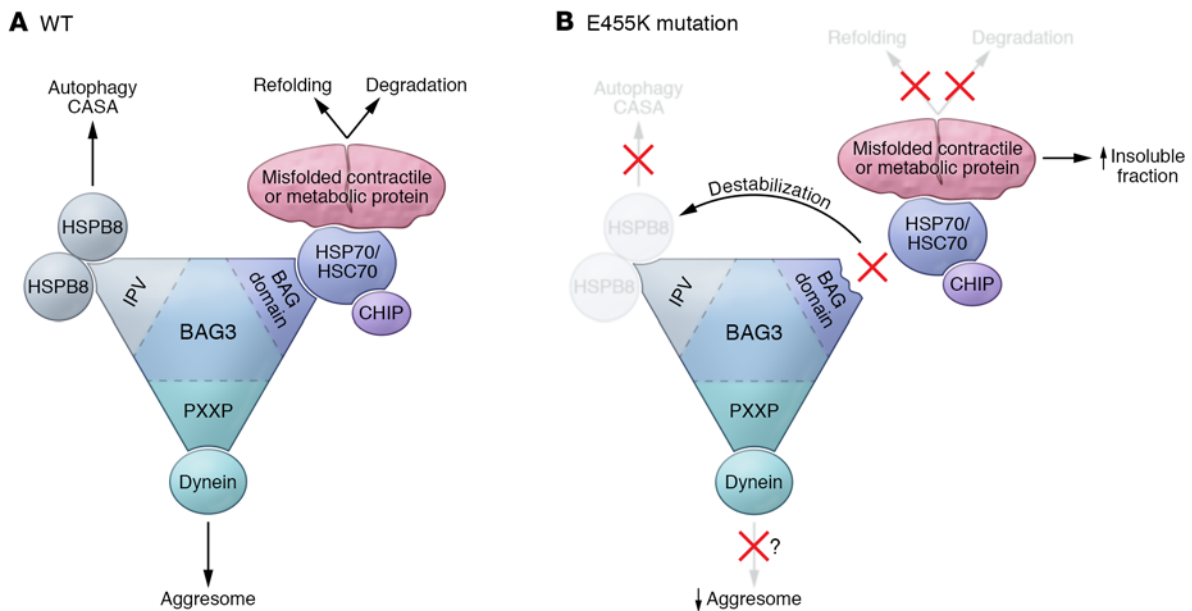 A WT
Autophagy
CASA
Refolding
Degradation
Misfolded contractile
or metabolic protein
HSPB8
HSPB8
HSP70/
HSC70
CHIP
IPV
BAG
domain
BAG3
PXXP
Dynein
Aggresome
B E455K mutation
Refolding
Degradation
Autophagy
CASA
Misfolded contractile
or metabolic protein
↑ Insoluble
fraction
Destabilization
HSPB8
HSPB8
HSP70/
HSC70
CHIP
IPV
BAG
domain
BAG3
PXXP
Dynein
?
↓ Aggresome